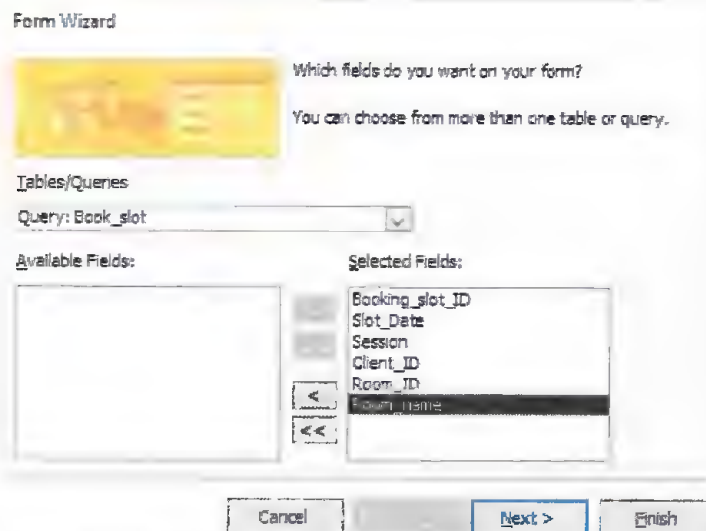 Form Wizard
Which fields do you want on your form?
You can choose from more than one table or query.
Tables/Queries
Query: Book_slot
Available Fields:
Selected Fields:
Booking_slot_ID
Slot_Date
Session
Client_ID
Room_ID
Room_name
<
<<
Cancel
Next >
Finish